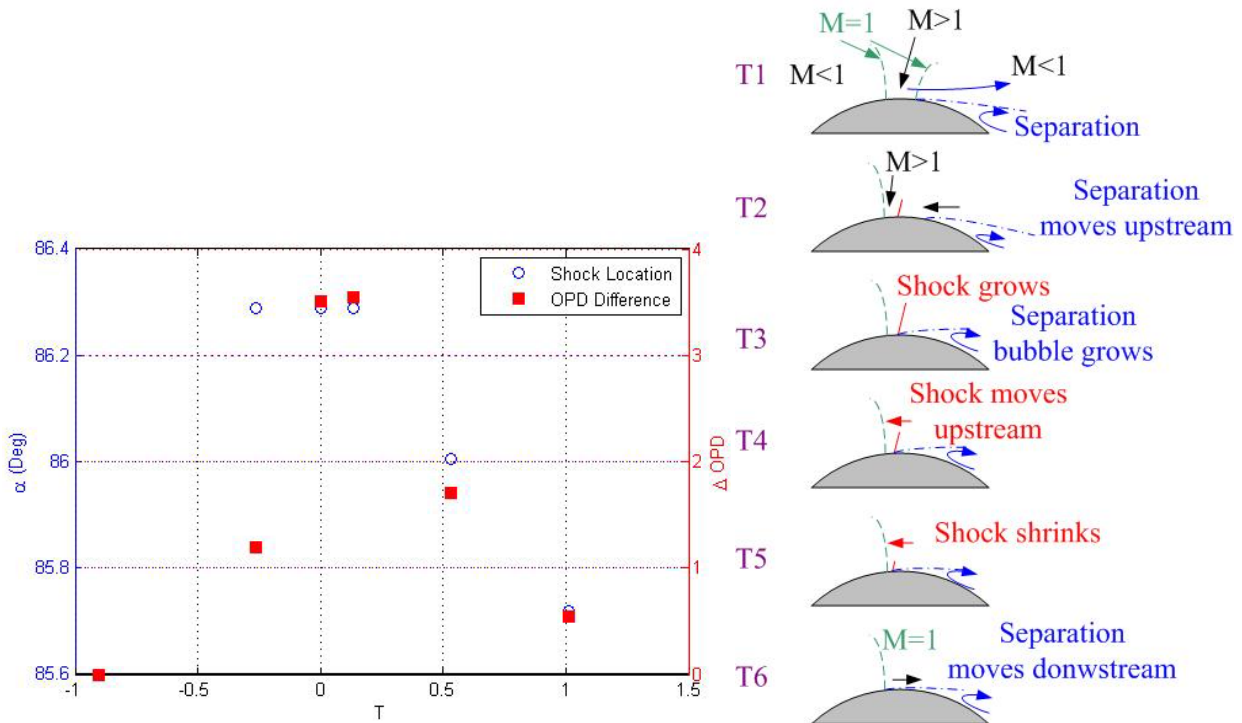 86.4
86.2
86
85.8
85.6
α (Deg)
-1
-0.5
0
0.5
1
1.5
T
4
3
2
1
0
Δ OPD
Shock Location
OPD Difference
T1
M<1
M=1
M>1
M<1
Separation
T2
M>1
Separation
moves upstream
T3
Shock grows
Separation
bubble grows
T4
Shock moves
upstream
T5
Shock shrinks
T6
M=1
Separation
moves donwstream